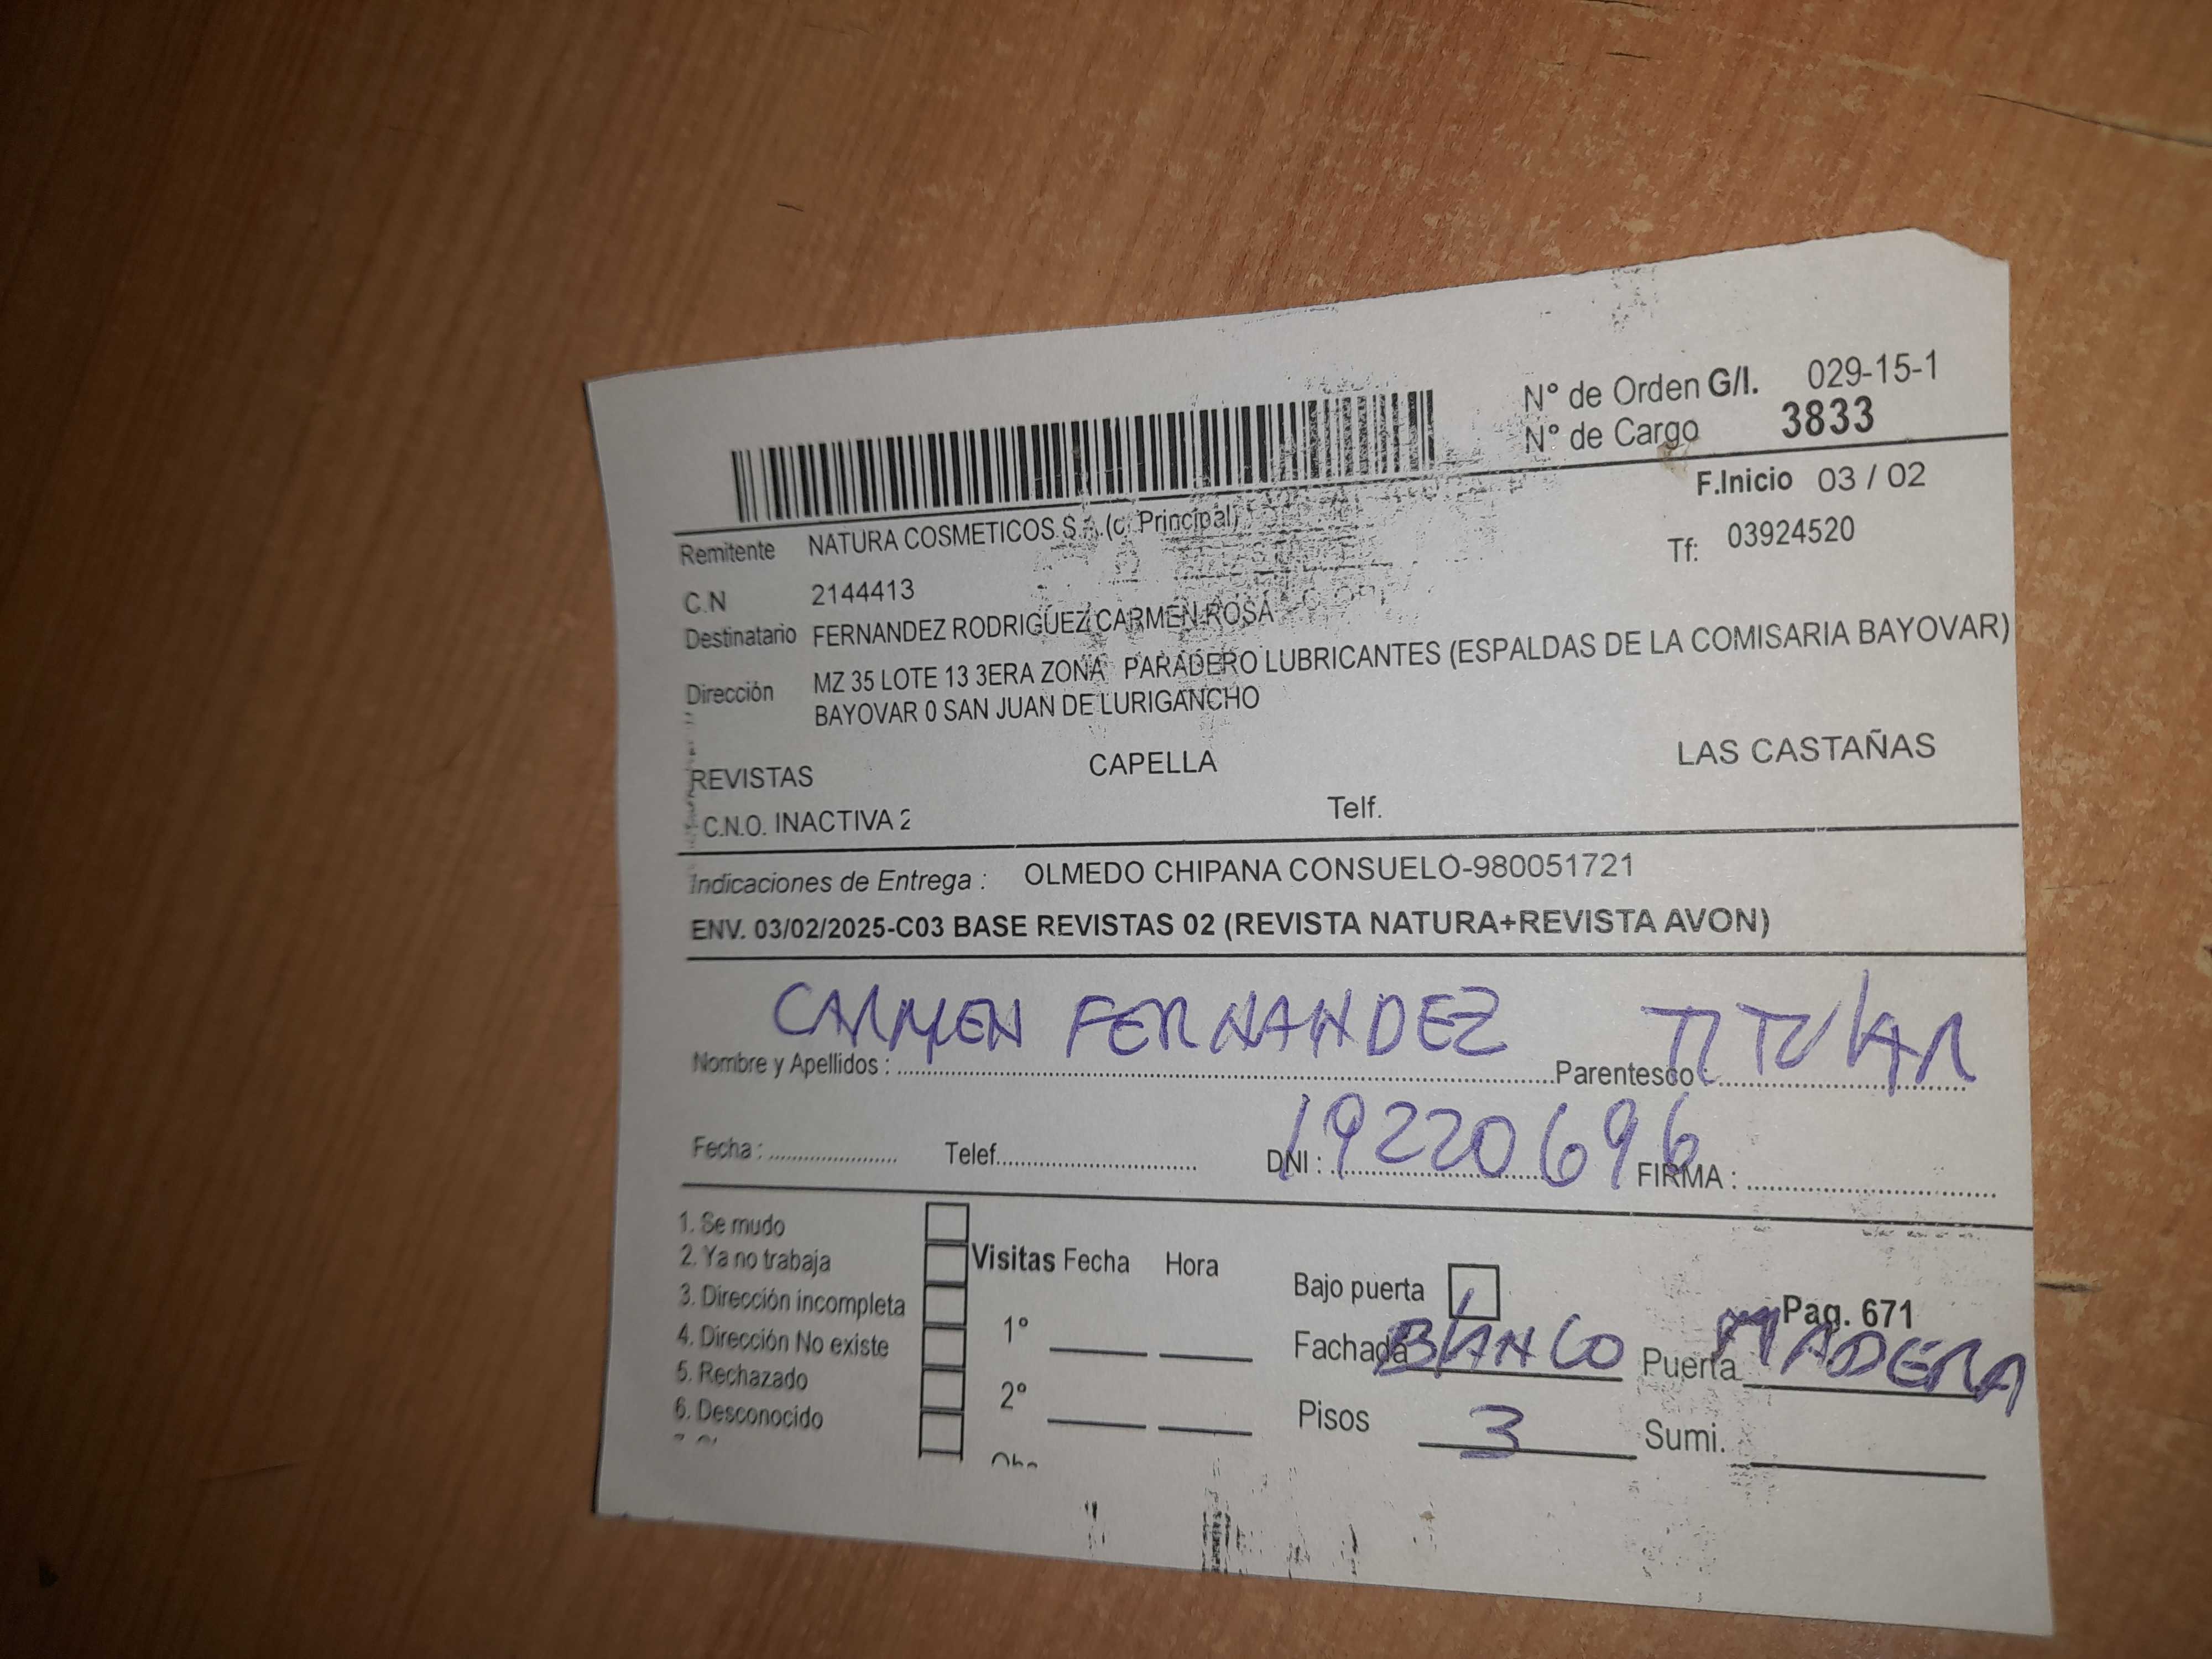 N° de Orden G/I. 029-15-1
N° de Cargo 3833
F.Inicio 03 / 02
Remitente NATURA COSMETICOS S.A.(c. Principal)
Tf: 03924520
C.N 2144413
Destinatario FERNANDEZ RODRIGUEZ CARMEN ROSA
Dirección MZ 35 LOTE 13 3ERA ZONA PARADERO LUBRICANTES (ESPALDAS DE LA COMISARIA BAYOVAR)
BAYOVAR 0 SAN JUAN DE LURIGANCHO
REVISTAS CAPELLA LAS CASTAÑAS
C.N.O. INACTIVA 2 Telf.
Indicaciones de Entrega : OLMEDO CHIPANA CONSUELO-980051721
ENV. 03/02/2025-C03 BASE REVISTAS 02 (REVISTA NATURA+REVISTA AVON)
Nombre y Apellidos : CARMEN FERNANDEZ Parentesco TITULAR
Fecha : Telef. DNI : 19220696 FIRMA :
1. Se mudo
2. Ya no trabaja
3. Dirección incompleta
4. Dirección No existe
5. Rechazado
6. Desconocido
Visitas Fecha Hora
1°
2°
Bajo puerta
Pag. 671
Fachada BLANCO Puerta MADERA
Pisos 3 Sumi.